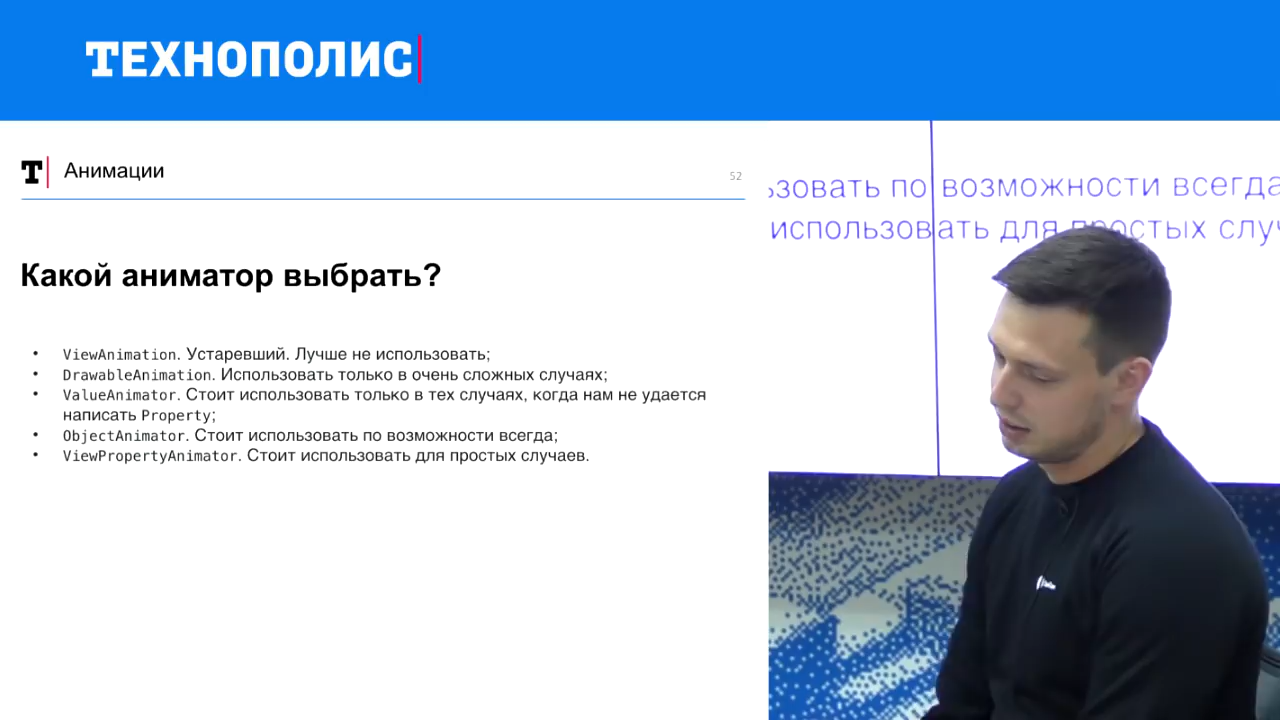 ТЕХНОПОЛИС
Т Анимации
52
Какой аниматор выбрать?
• ViewAnimation. Устаревший. Лучше не использовать;
• DrawableAnimation. Использовать только в очень сложных случаях;
• ValueAnimator. Стоит использовать только в тех случаях, когда нам не удается
написать Property;
• ObjectAnimator. Стоит использовать по возможности всегда;
• ViewPropertyAnimator. Стоит использовать для простых случаев.
по возможности всегда
использовать для простых